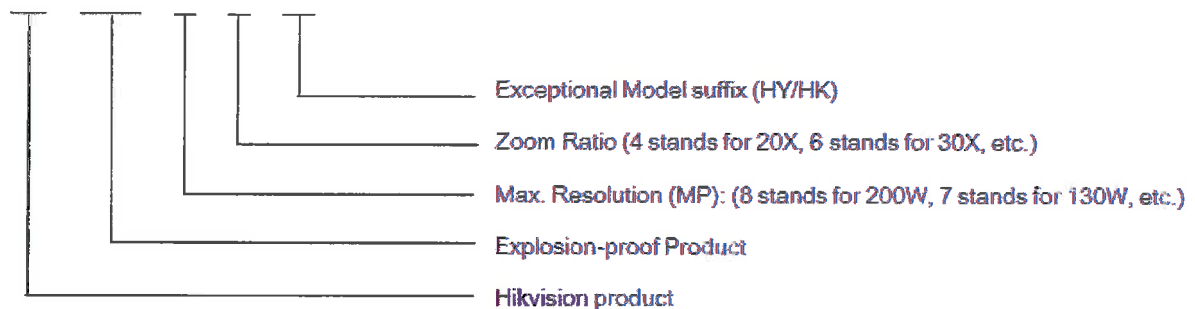 Exceptional Model suffix (HY/HK)
Zoom Ratio (4 stands for 20X, 6 stands for 30X, etc.)
Max. Resolution (MP): (8 stands for 200W, 7 stands for 130W, etc.)
Explosion-proof Product
Hikvision product